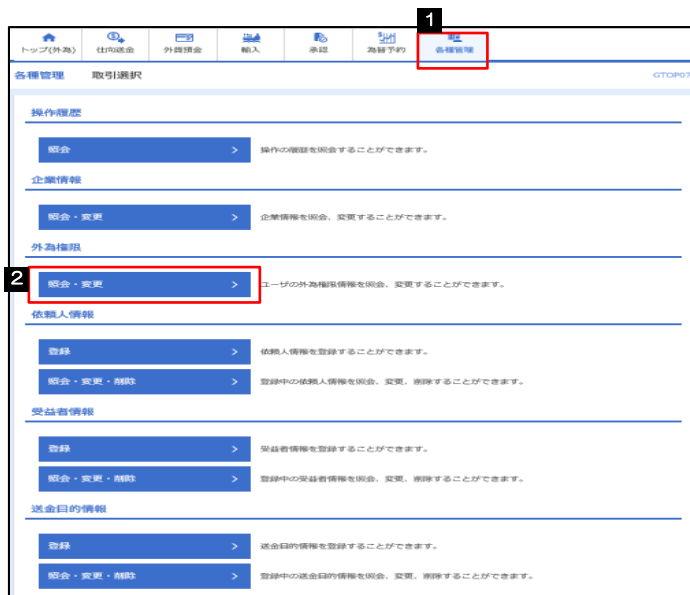 1
トップ(外為) 仕向送金 外貨預金 輸入 承認 為替予約 各種管理
各種管理 取引選択 GTOP07
操作履歴
照会 > 操作の履歴を照会することができます。
企業情報
照会・変更 > 企業情報を照会、変更することができます。
外為権限
2 照会・変更 > ユーザの外為権限情報を照会、変更することができます。
依頼人情報
登録 > 依頼人情報を登録することができます。
照会・変更・削除 > 登録中の依頼人情報を照会、変更、削除することができます。
受益者情報
登録 > 受益者情報を登録することができます。
照会・変更・削除 > 登録中の受益者情報を照会、変更、削除することができます。
送金目的情報
登録 > 送金目的情報を登録することができます。
照会・変更・削除 > 登録中の送金目的情報を照会、変更、削除することができます。